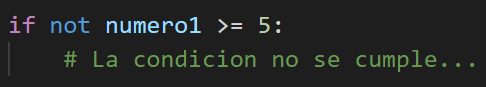 if not numero1 >= 5:
    # La condicion no se cumple...